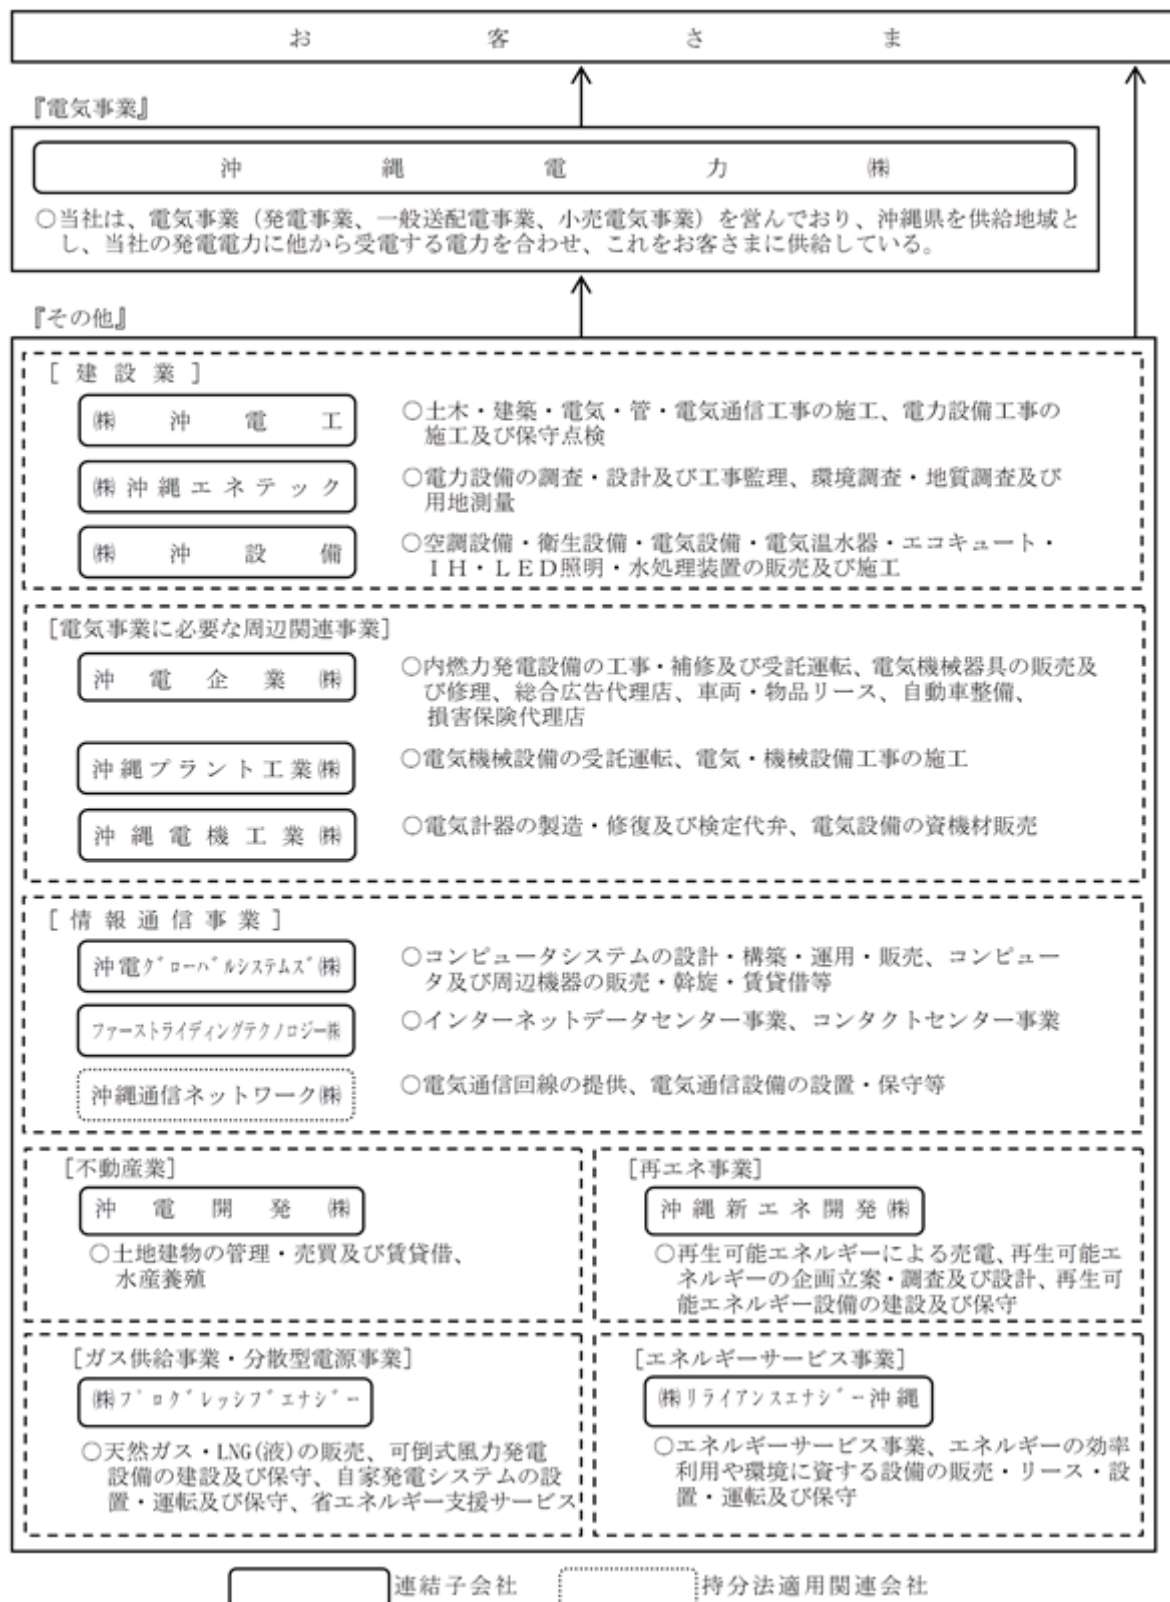 お客さま
『電気事業』
沖縄電力㈱
○当社は、電気事業（発電事業、一般送配電事業、小売電気事業）を営んでおり、沖縄県を供給地域と
し、当社の発電電力に他から受電する電力を合わせ、これをお客さまに供給している。
『その他』
[建設業]
㈱沖電工
○土木・建築・電気・管・電気通信工事の施工、電力設備工事の
施工及び保守点検
㈱沖縄エネテック
○電力設備の調査・設計及び工事監理、環境調査・地質調査及び
用地測量
㈱沖設備
○空調設備・衛生設備・電気設備・電気温水器・エコキュート・
ＩＨ・ＬＥＤ照明・水処理装置の販売及び施工
[電気事業に必要な周辺関連事業]
沖電企業㈱
○内燃力発電設備の工事・補修及び受託運転、電気機械器具の販売及
び修理、総合広告代理店、車両・物品リース、自動車整備、
損害保険代理店
沖縄プラント工業㈱
○電気機械設備の受託運転、電気・機械設備工事の施工
沖縄電機工業㈱
○電気計器の製造・修復及び検定代弁、電気設備の資機材販売
[情報通信事業]
沖電ｸﾞﾛｰﾊﾞﾙｼｽﾃﾑｽﾞ㈱
○コンピュータシステムの設計・構築・運用・販売、コンピュー
タ及び周辺機器の販売・斡旋・賃貸借等
ファーストライディングテクノロジー㈱
○インターネットデータセンター事業、コンタクトセンター事業
沖縄通信ネットワーク㈱
○電気通信回線の提供、電気通信設備の設置・保守等
[不動産業]
沖電開発㈱
○土地建物の管理・売買及び賃貸借、
水産養殖
[再エネ事業]
沖縄新エネ開発㈱
○再生可能エネルギーによる売電、再生可能エ
ネルギーの企画立案・調査及び設計、再生可
能エネルギー設備の建設及び保守
[ガス供給事業・分散型電源事業]
㈱ﾌﾟﾛｸﾞﾚｯｼﾌﾞｴﾅｼﾞｰ
○天然ガス・LNG(液)の販売、可倒式風力発電
設備の建設及び保守、自家発電システムの設
置・運転及び保守、省エネルギー支援サービス
[エネルギーサービス事業]
㈱ﾘﾗｲｱﾝｽｴﾅｼﾞｰ沖縄
○エネルギーサービス事業、エネルギーの効率
利用や環境に資する設備の販売・リース・設
置・運転及び保守
連結子会社
持分法適用関連会社